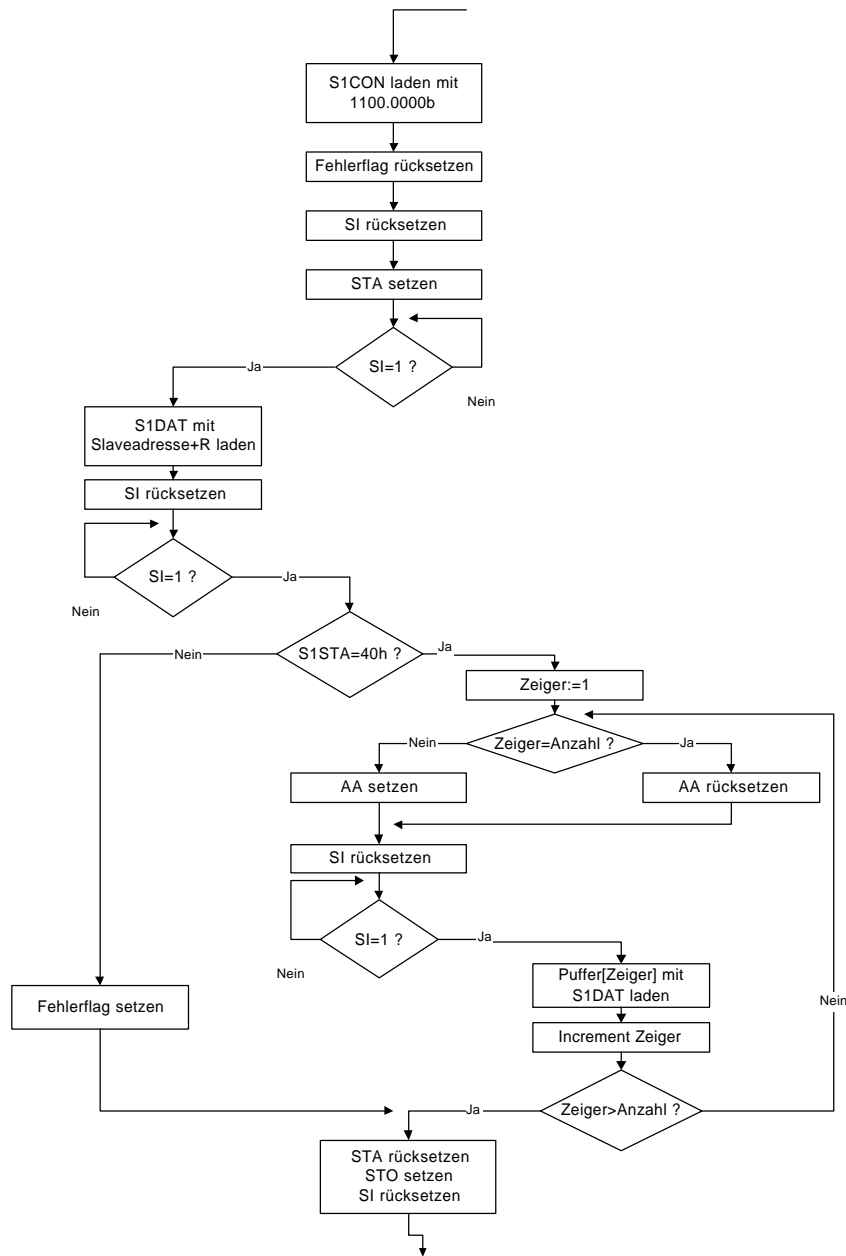 S1CON laden mit
1100.0000b
Fehlerflag rücksetzen
SI rücksetzen
STA setzen
SI=1 ?
Ja
Nein
S1DAT mit
Slaveadresse+R laden
SI rücksetzen
SI=1 ?
Ja
Nein
S1STA=40h ?
Nein
Ja
Zeiger:=1
Zeiger=Anzahl ?
Nein
Ja
AA setzen
AA rücksetzen
SI rücksetzen
SI=1 ?
Ja
Nein
Puffer[Zeiger] mit
S1DAT laden
Nein
Fehlerflag setzen
Increment Zeiger
Zeiger>Anzahl ?
Ja
STA rücksetzen
STO setzen
SI rücksetzen